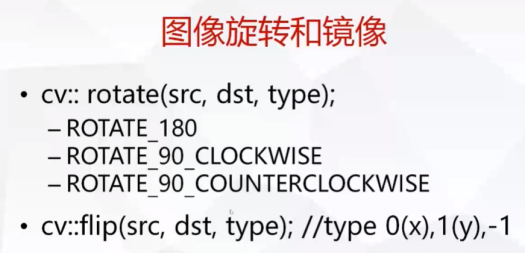 图像旋转和镜像
• cv:: rotate(src, dst, type);
– ROTATE_180
– ROTATE_90_CLOCKWISE
– ROTATE_90_COUNTERCLOCKWISE
• cv::flip(src, dst, type); //type 0(x),1(y),-1